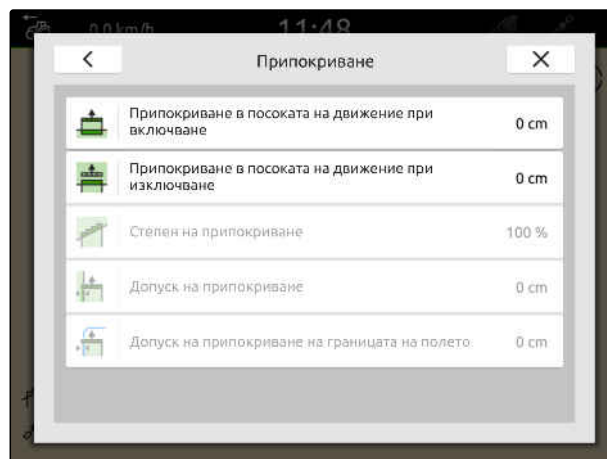 0.0 km/h
11:48
Припокриване
Припокриване в посоката на движение при
включване
0 cm
Припокриване в посоката на движение при
изключване
0 cm
Степен на припокриване
100 %
Допуск на припокриване
0 cm
Допуск на припокриване на границата на полето
0 cm